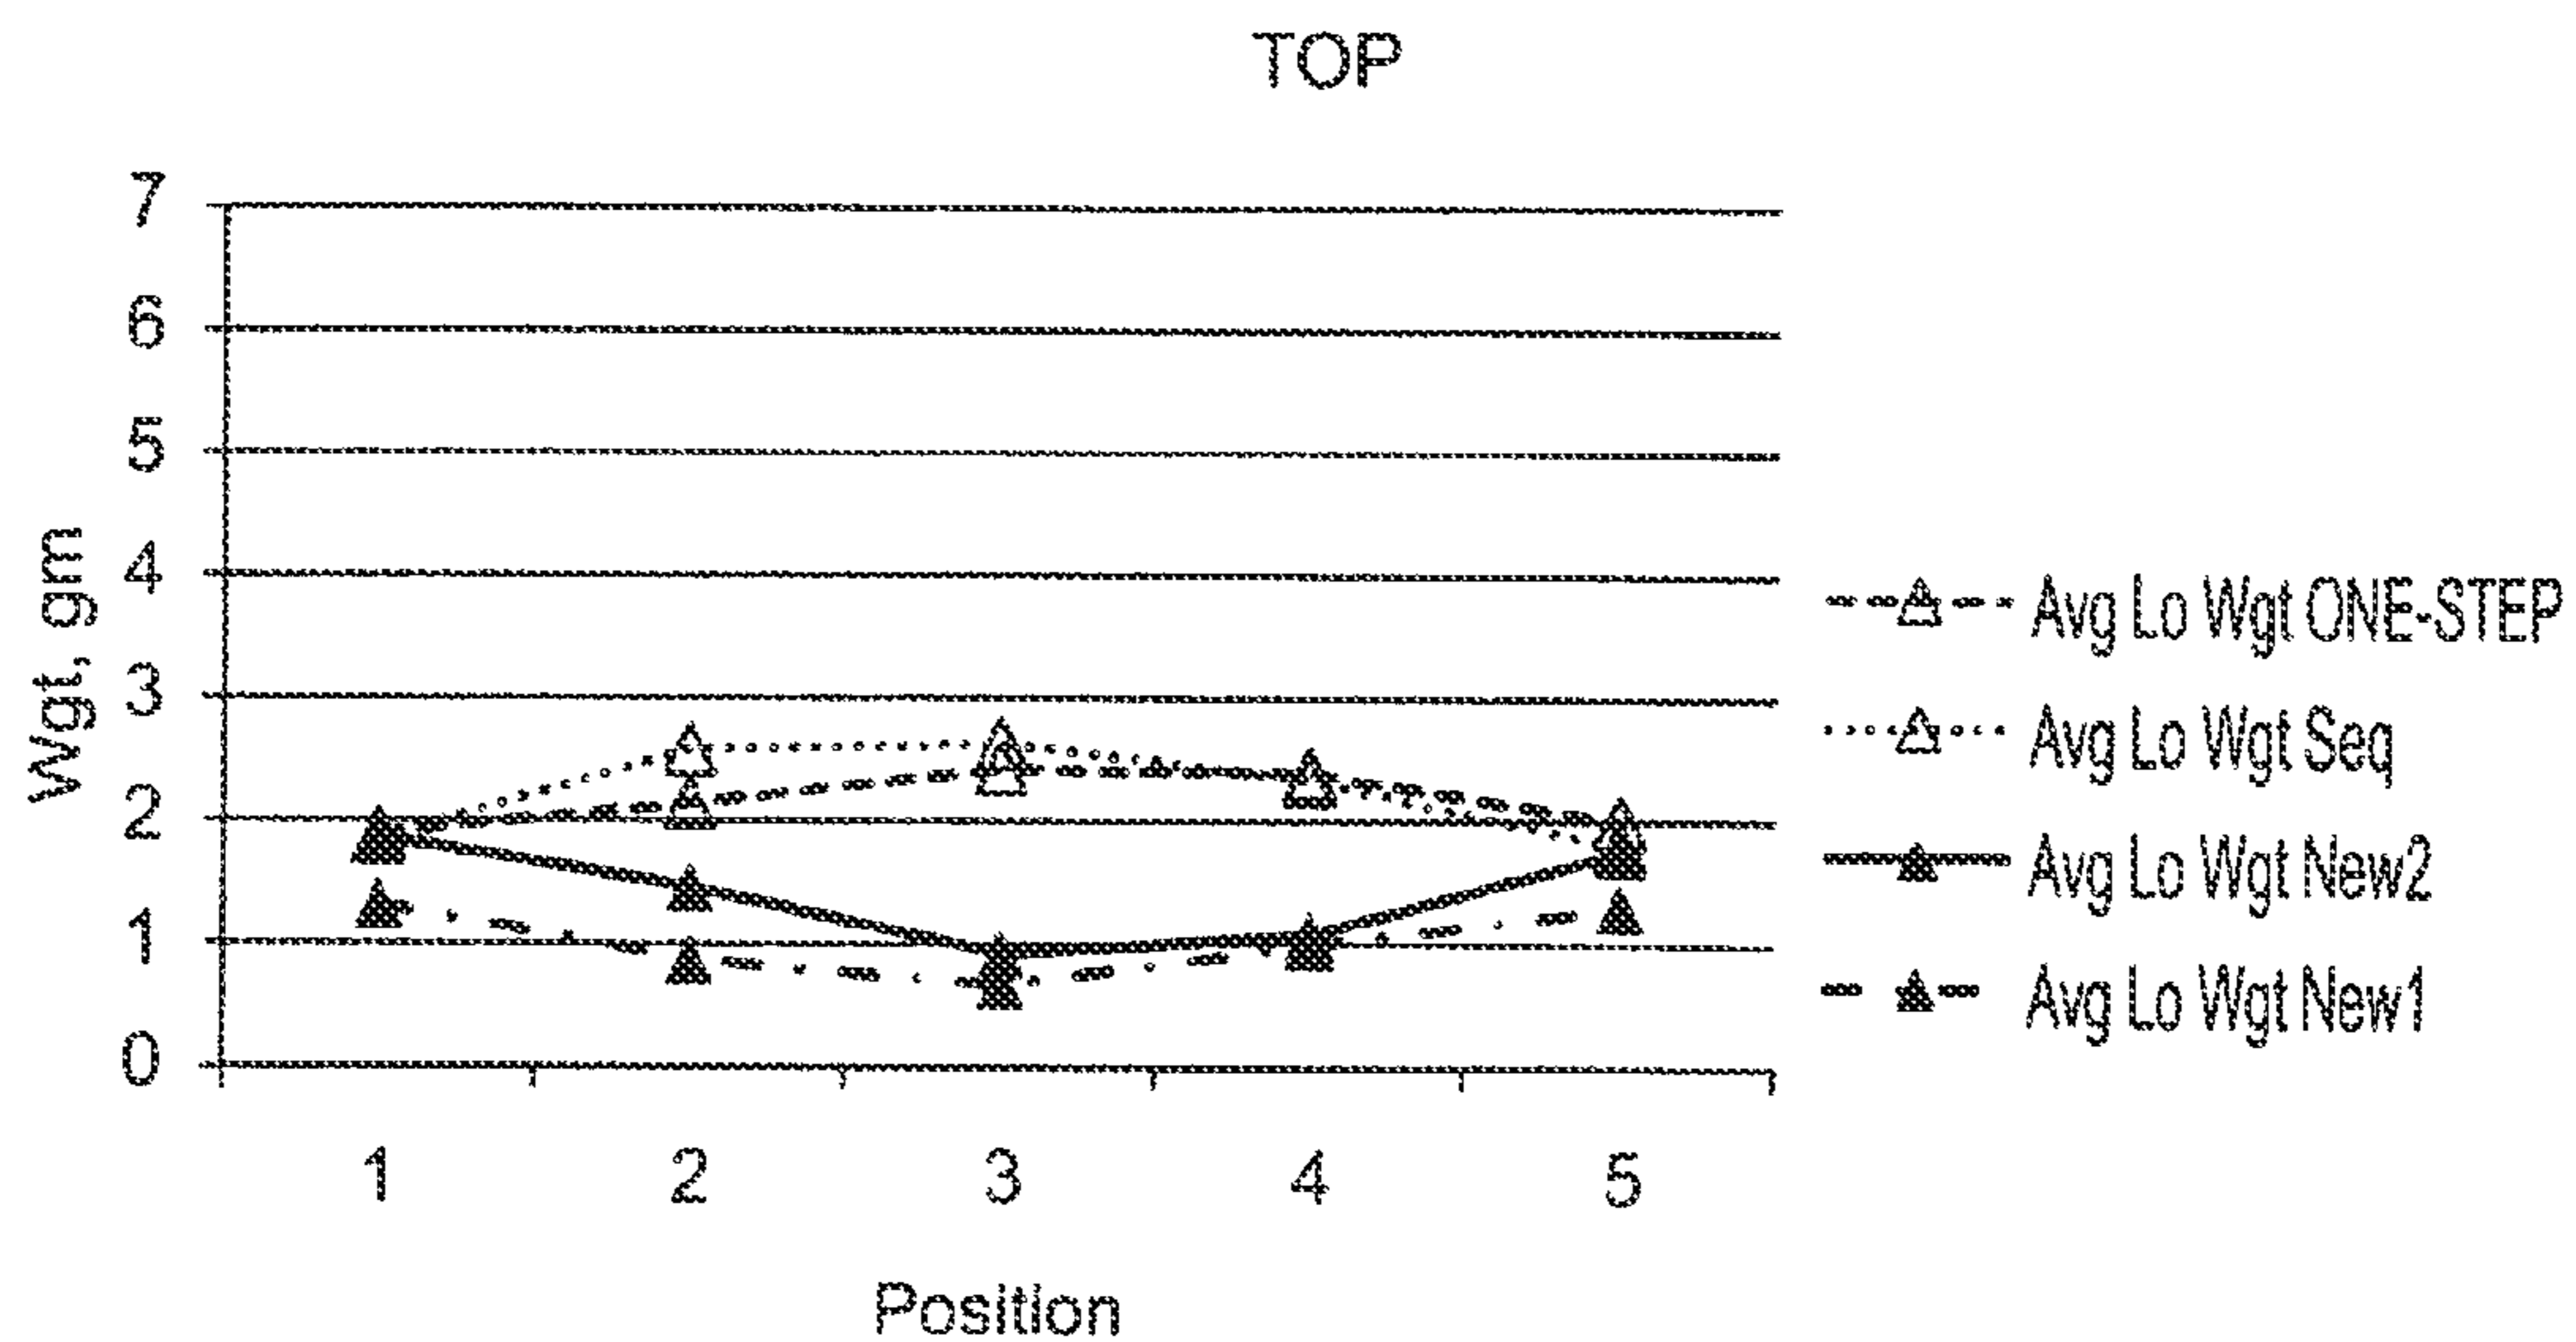 TOP
7
6
5
4
3
2
1
0
Wgt, gm
1 2 3 4 5
Position
Avg Lo Wgt ONE-STEP
Avg Lo Wgt Seq
Avg Lo Wgt New2
Avg Lo Wgt New1